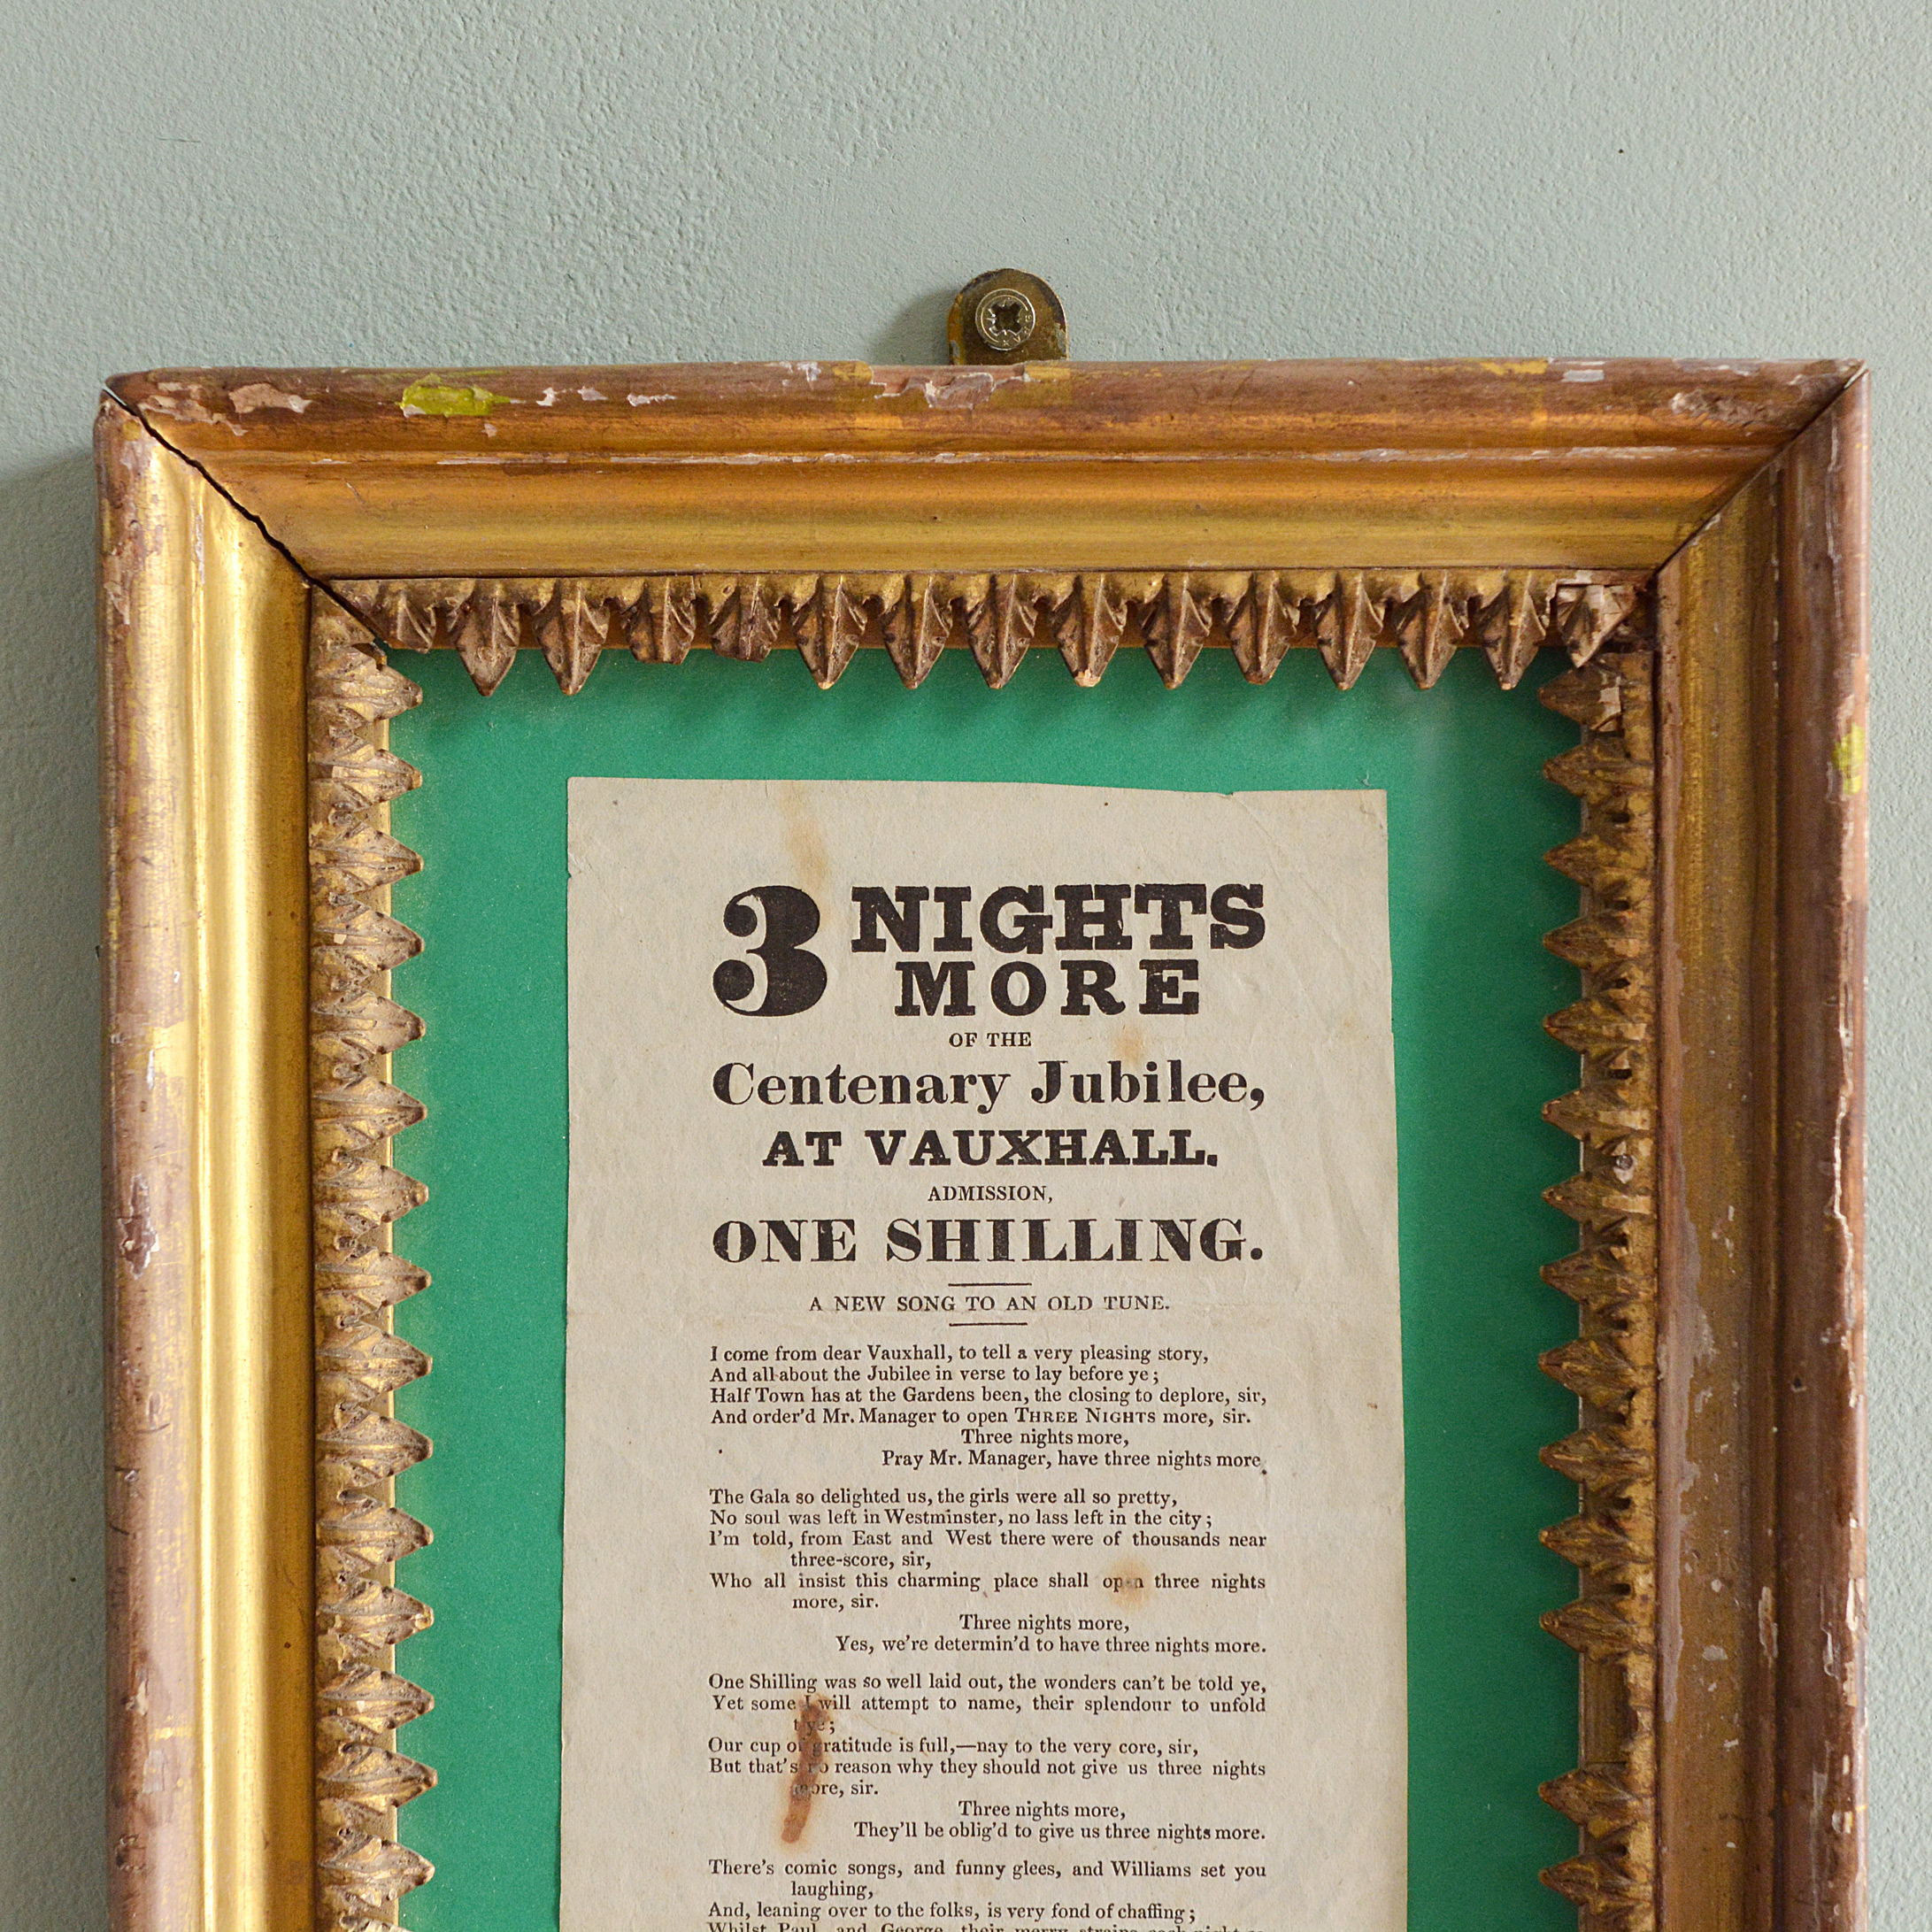 3 NIGHTS
MORE
OF THE
Centenary Jubilee,
AT VAUXHALL.
ADMISSION,
ONE SHILLING.
A NEW SONG TO AN OLD TUNE.
I come from dear Vauxhall, to tell a very pleasing story,
And all about the Jubilee in verse to lay before ye;
Half Town has at the Gardens been, the closing to deplore, sir,
And order'd Mr. Manager to open THREE NIGHTS more, sir.
Three nights more,
Pray Mr. Manager, have three nights more
The Gala so delighted us, the girls were all so pretty,
No soul was left in Westminster, no lass left in the city;
I'm told, from East and West there were of thousands near
three-score, sir,
Who all insist this charming place shall open three nights
more, sir.
Three nights more,
Yes, we're determin'd to have three nights more.
One Shilling was so well laid out, the wonders can't be told ye,
Yet some I will attempt to name, their splendour to unfold
t'ye;
Our cup of gratitude is full,—nay to the very core, sir,
But that's no reason why they should not give us three nights
more, sir.
Three nights more,
They'll be oblig'd to give us three nights more.
There's comic songs, and funny glees, and Williams set you
laughing,
And, leaning over to the folks, is very fond of chaffing;
Whilst Paul, and George, their merry strains each night